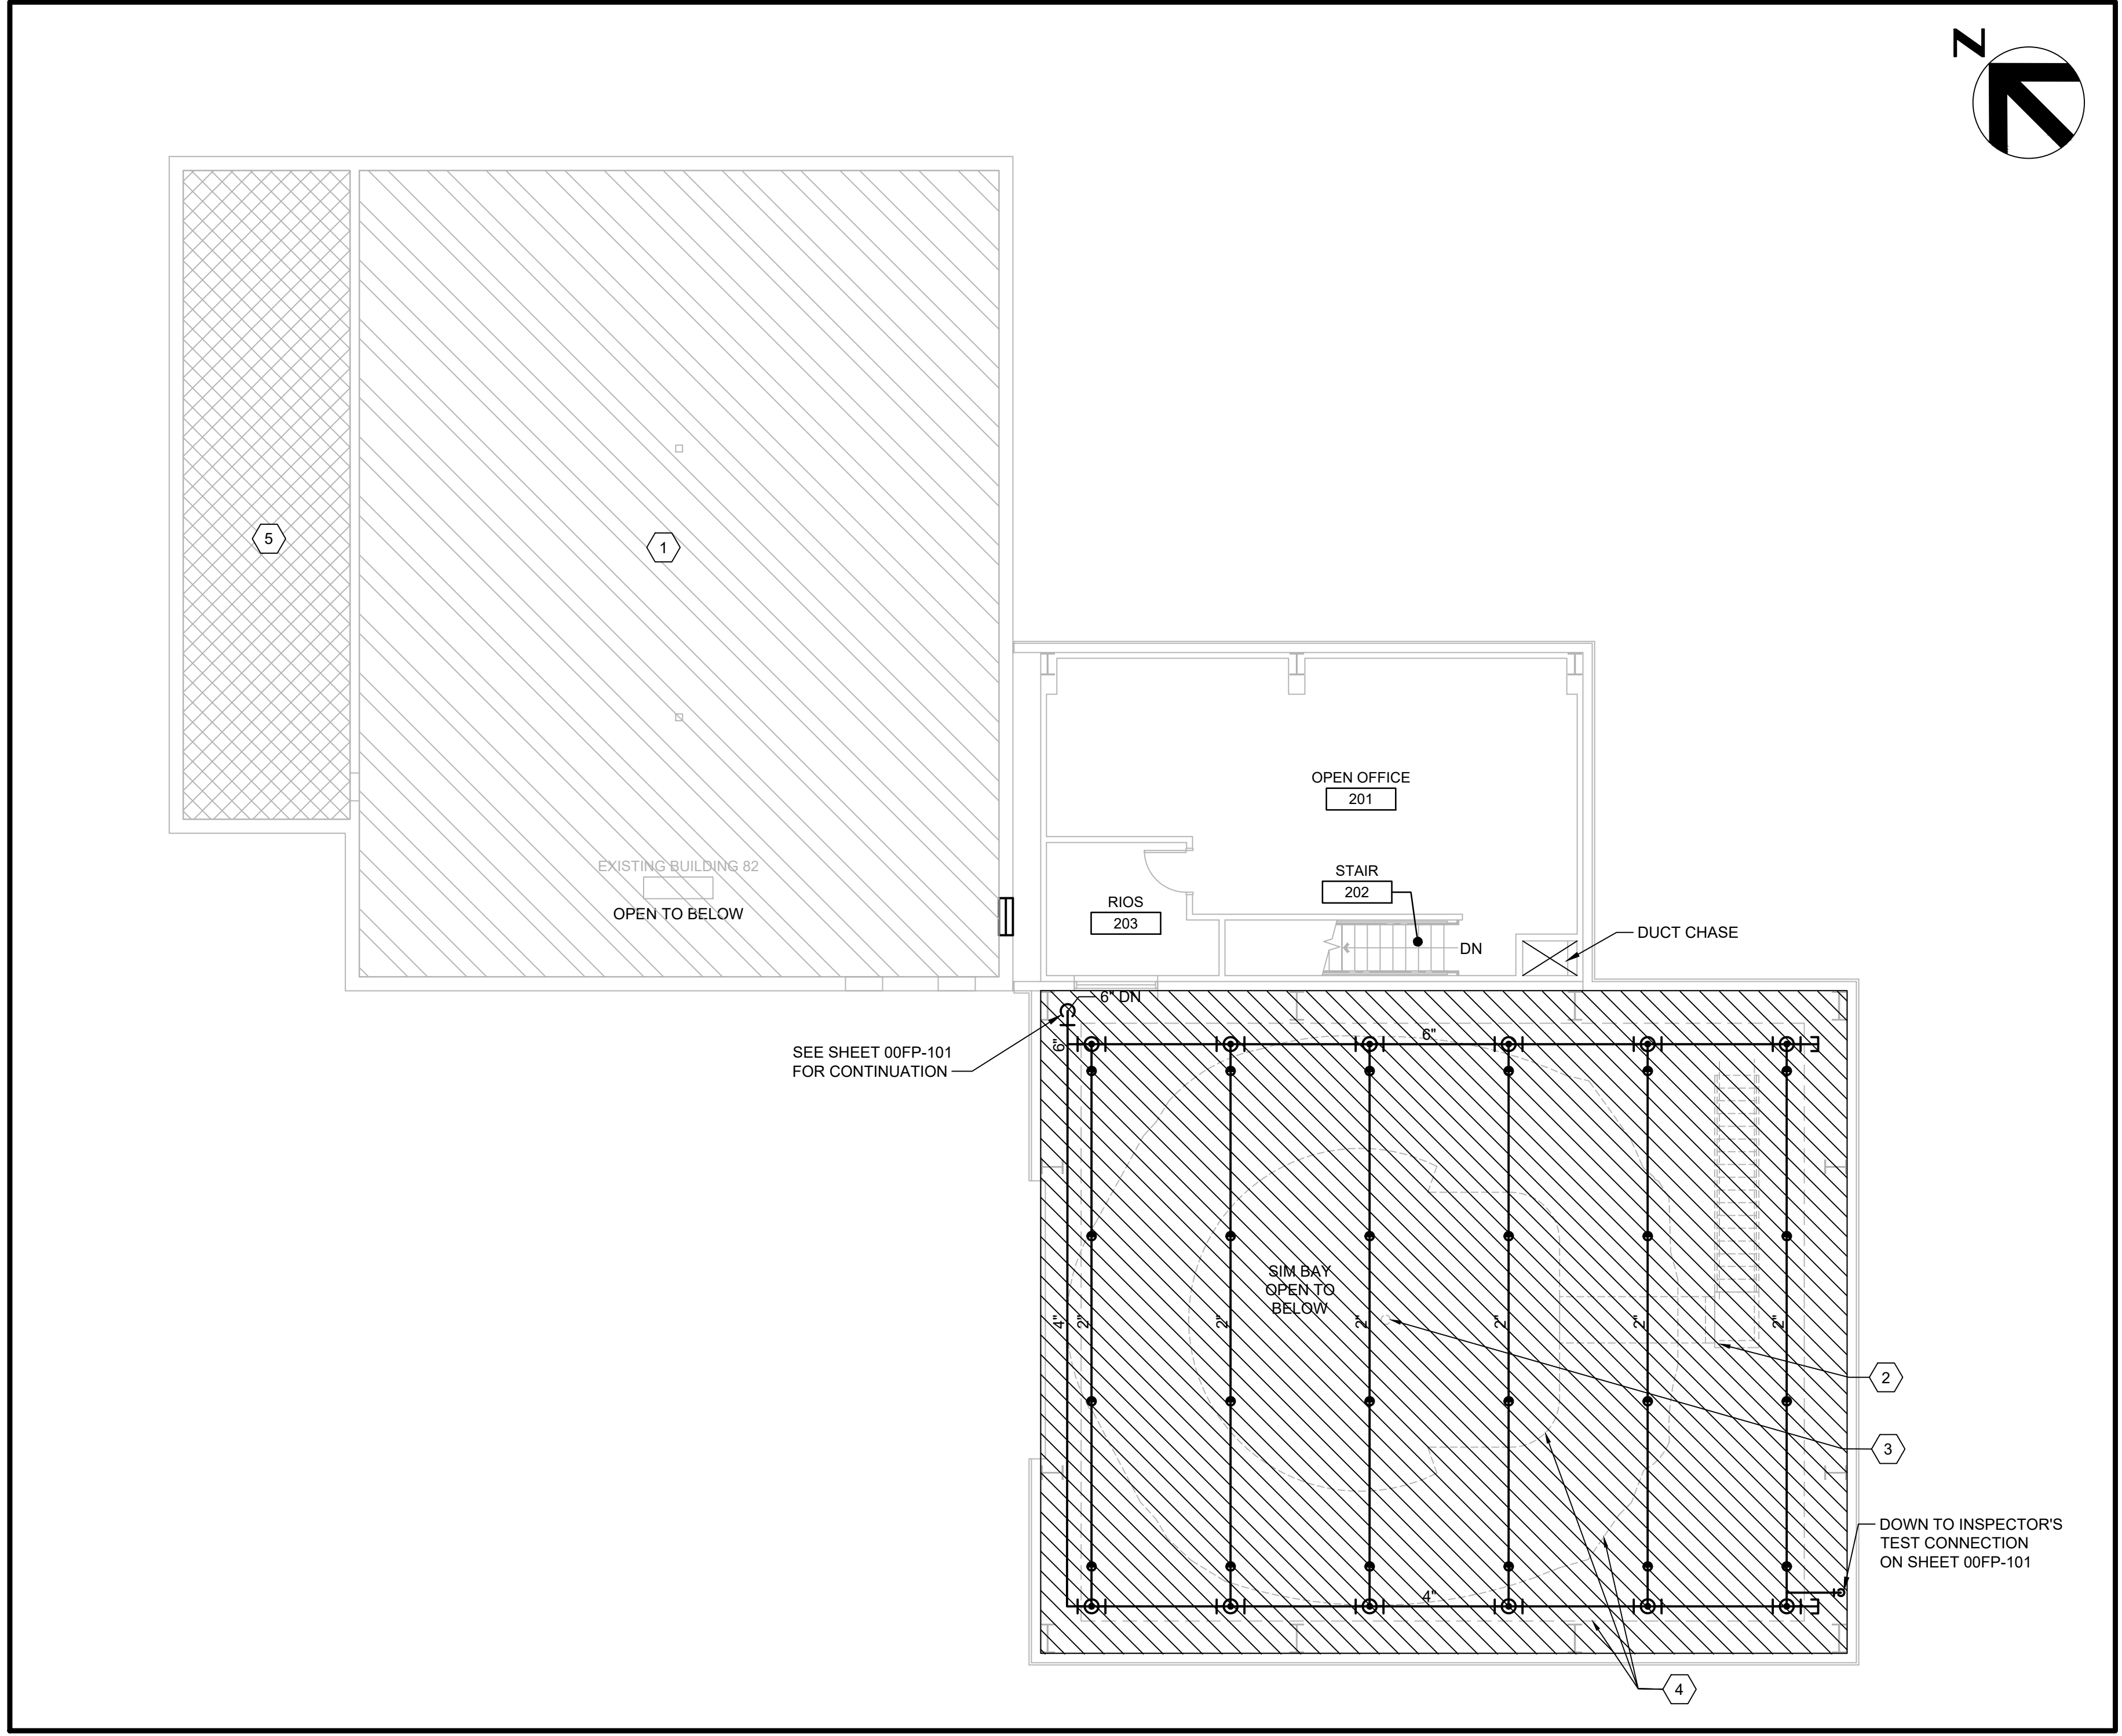 N
5
1
OPEN OFFICE
201
EXISTING BUILDING 82
OPEN TO BELOW
STAIR
202
RIOS
203
DN
DUCT CHASE
6" DN
SEE SHEET 00FP-101
FOR CONTINUATION
6"
6"
SIM BAY
OPEN TO
BELOW
4"
2"
2"
2"
2"
2"
2"
2
3
4"
DOWN TO INSPECTOR'S
TEST CONNECTION
ON SHEET 00FP-101
4